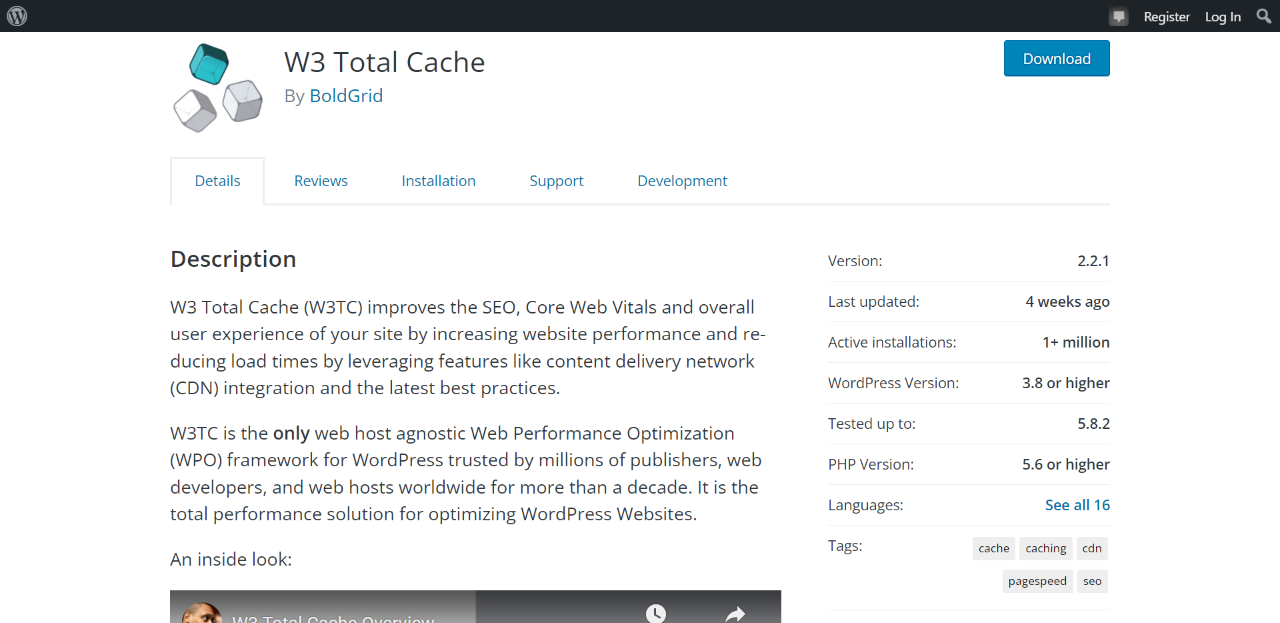 Register Log In
W3 Total Cache
Download
By BoldGrid
Details Reviews Installation Support Development
Description
W3 Total Cache (W3TC) improves the SEO, Core Web Vitals and overall
user experience of your site by increasing website performance and re-
ducing load times by leveraging features like content delivery network
(CDN) integration and the latest best practices.
W3TC is the only web host agnostic Web Performance Optimization
(WPO) framework for WordPress trusted by millions of publishers, web
developers, and web hosts worldwide for more than a decade. It is the
total performance solution for optimizing WordPress Websites.
An inside look:
W3 Total Cache Overview
Version: 2.2.1
Last updated: 4 weeks ago
Active installations: 1+ million
WordPress Version: 3.8 or higher
Tested up to: 5.8.2
PHP Version: 5.6 or higher
Languages: See all 16
Tags: cache caching cdn
pagespeed seo